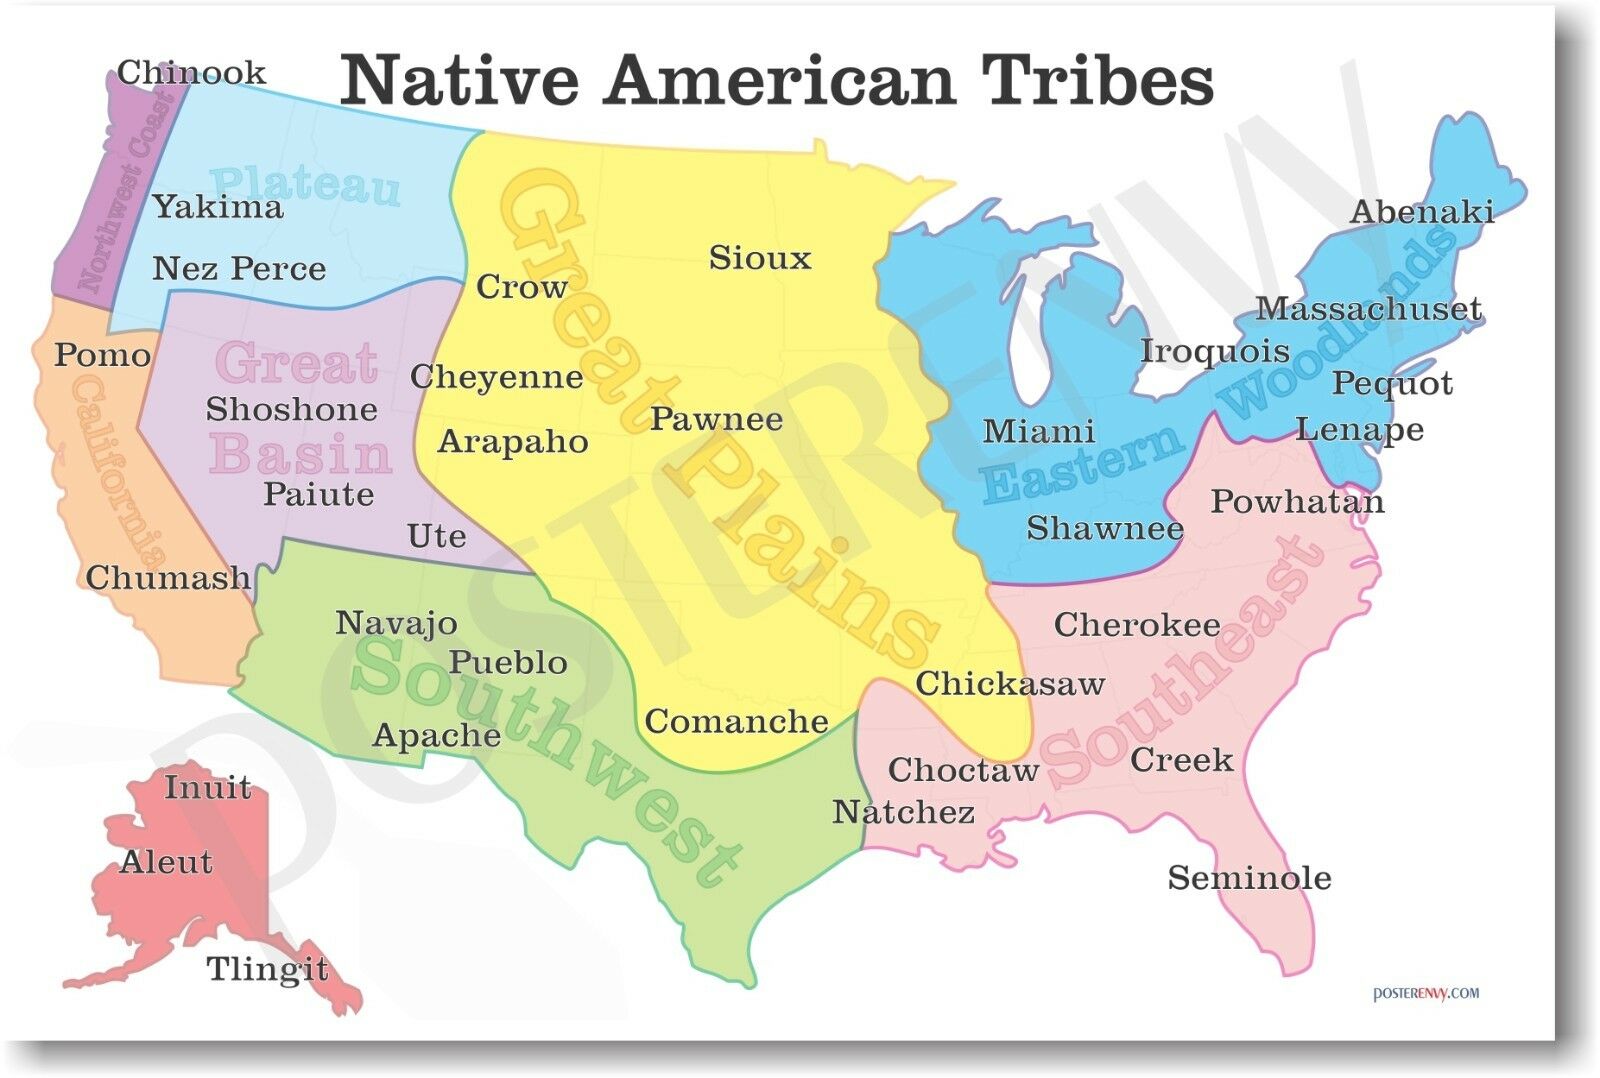 Native American Tribes
Chinook
Northwest Coast
Plateau
Yakima
Nez Perce
Pomo
California
Chumash
Great
Basin
Shoshone
Paiute
Ute
Great Plains
Crow
Sioux
Cheyenne
Arapaho
Pawnee
Comanche
Southwest
Navajo
Pueblo
Apache
Eastern Woodlands
Abenaki
Massachuset
Iroquois
Pequot
Lenape
Miami
Shawnee
Southeast
Powhatan
Cherokee
Chickasaw
Choctaw
Creek
Natchez
Seminole
Inuit
Aleut
Tlingit
POSTERENVY
POSTERENVY.COM